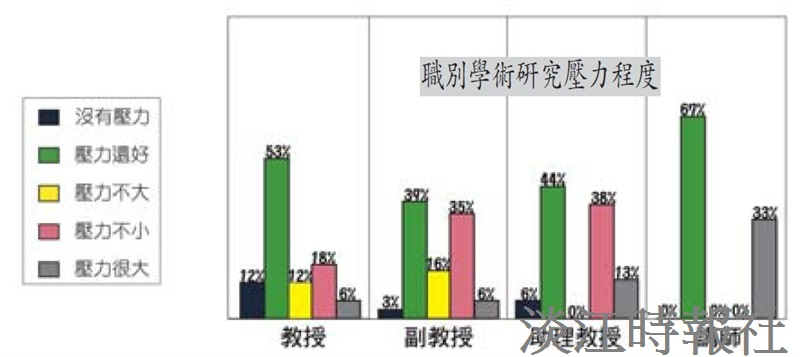 職別學術研究壓力程度
沒有壓力
壓力還好
壓力不大
壓力不小
壓力很大
12% 53% 12% 18% 6%
3% 39% 16% 35% 6%
6% 44% 0% 38% 13%
0% 67% 0% 0% 33%
教授 副教授 助理教授 講師
淡江時報社